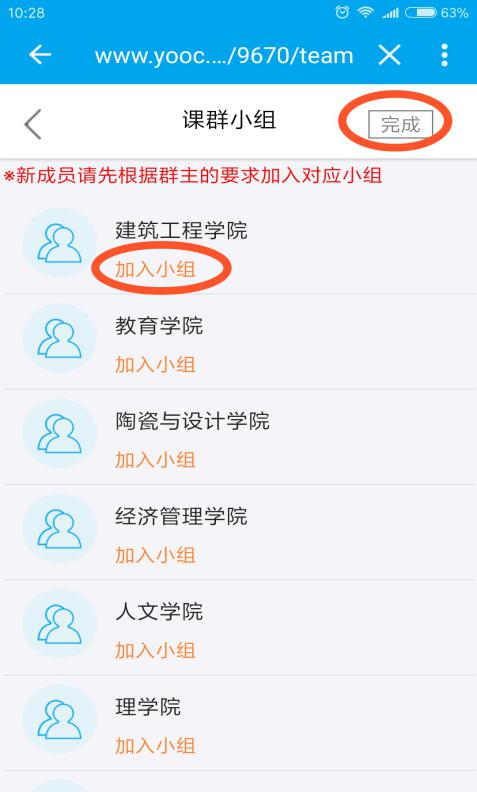 10:28
63%
www.yooc..../9670/team
课群小组
完成
※新成员请先根据群主的要求加入对应小组
建筑工程学院
加入小组
教育学院
加入小组
陶瓷与设计学院
加入小组
经济管理学院
加入小组
人文学院
加入小组
理学院
加入小组